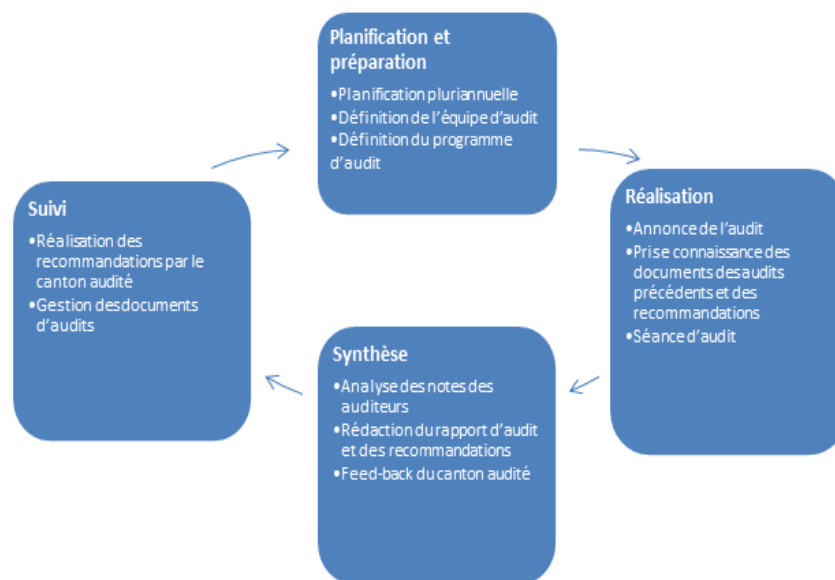 Planification et
préparation
•Planification pluriannuelle
•Définition de l'équipe d'audit
•Définition du programme
d'audit
Réalisation
•Annonce de l'audit
•Prise connaissance des
documents des audits
précédents et des
recommandations
•Séance d'audit
Synthèse
•Analyse des notes des
auditeurs
•Rédaction du rapport d'audit
et des recommandations
•Feed-back du canton audité
Suivi
•Réalisation des
recommandations par le
canton audité
•Gestion des documents
d'audits